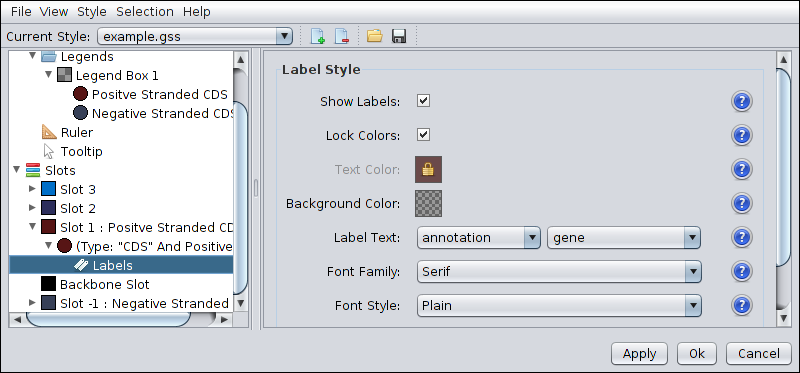 File View Style Selection Help
Current Style: example.gss
Legends
Legend Box 1
Positve Stranded CDS
Negative Stranded CDS
Ruler
Tooltip
Slots
Slot 3
Slot 2
Slot 1 : Positve Stranded CD
(Type: "CDS" And Positive
Labels
Backbone Slot
Slot -1 : Negative Stranded
Label Style
Show Labels:
Lock Colors:
Text Color:
Background Color:
Label Text: annotation gene
Font Family: Serif
Font Style: Plain
Apply Ok Cancel